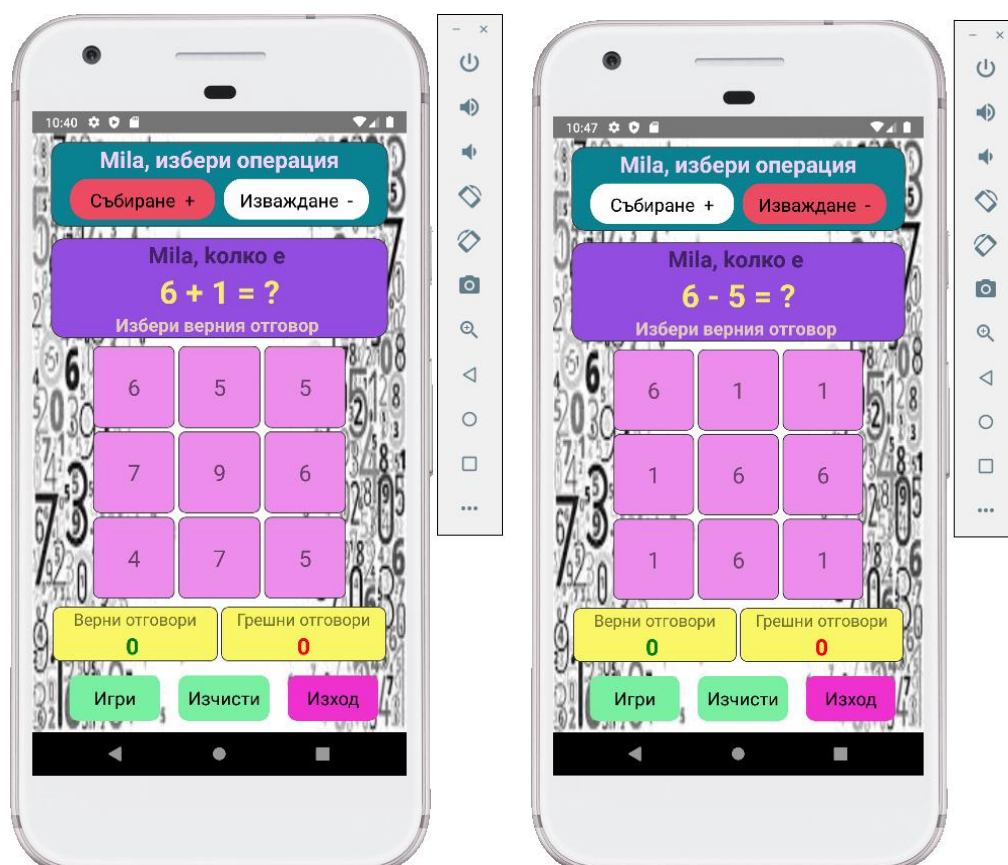 10:40
Mila, избери операция
Събиране +
Изваждане -
Mila, колко е
6 + 1 = ?
Избери верния отговор
6 5 5
7 9 6
4 7 5
Верни отговори
0
Грешни отговори
0
Игри
Изчисти
Изход
10:47
Mila, избери операция
Събиране +
Изваждане -
Mila, колко е
6 - 5 = ?
Избери верния отговор
6 1 1
1 6 6
1 6 1
Верни отговори
0
Грешни отговори
0
Игри
Изчисти
Изход